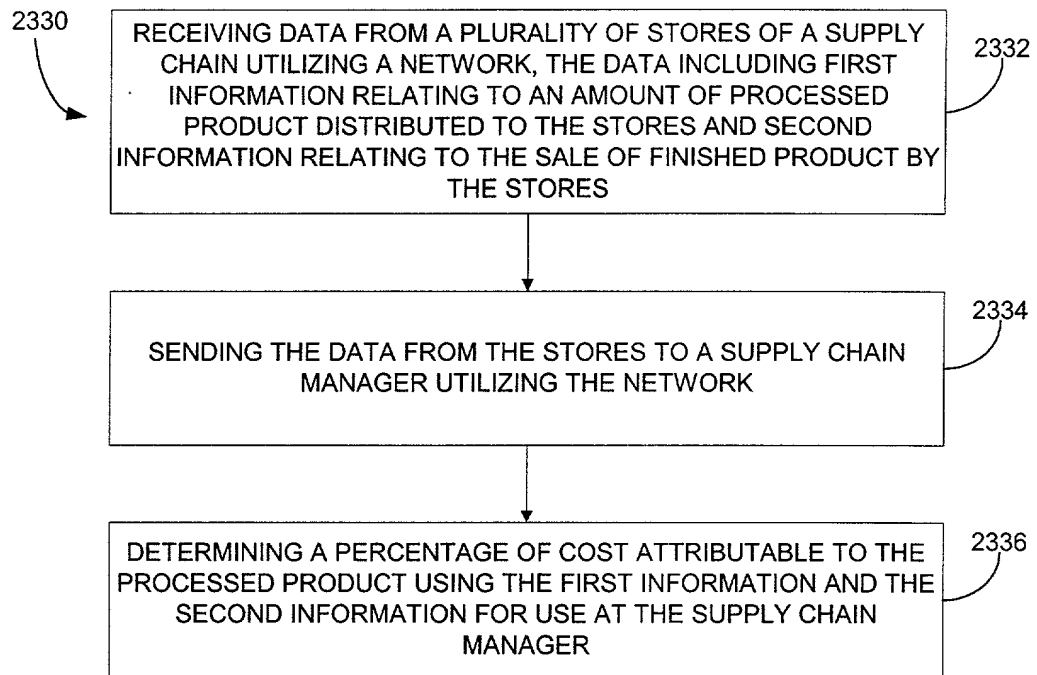 2330
RECEIVING DATA FROM A PLURALITY OF STORES OF A SUPPLY
CHAIN UTILIZING A NETWORK, THE DATA INCLUDING FIRST
INFORMATION RELATING TO AN AMOUNT OF PROCESSED
PRODUCT DISTRIBUTED TO THE STORES AND SECOND
INFORMATION RELATING TO THE SALE OF FINISHED PRODUCT BY
THE STORES
2332
SENDING THE DATA FROM THE STORES TO A SUPPLY CHAIN
MANAGER UTILIZING THE NETWORK
2334
DETERMINING A PERCENTAGE OF COST ATTRIBUTABLE TO THE
PROCESSED PRODUCT USING THE FIRST INFORMATION AND THE
SECOND INFORMATION FOR USE AT THE SUPPLY CHAIN
MANAGER
2336